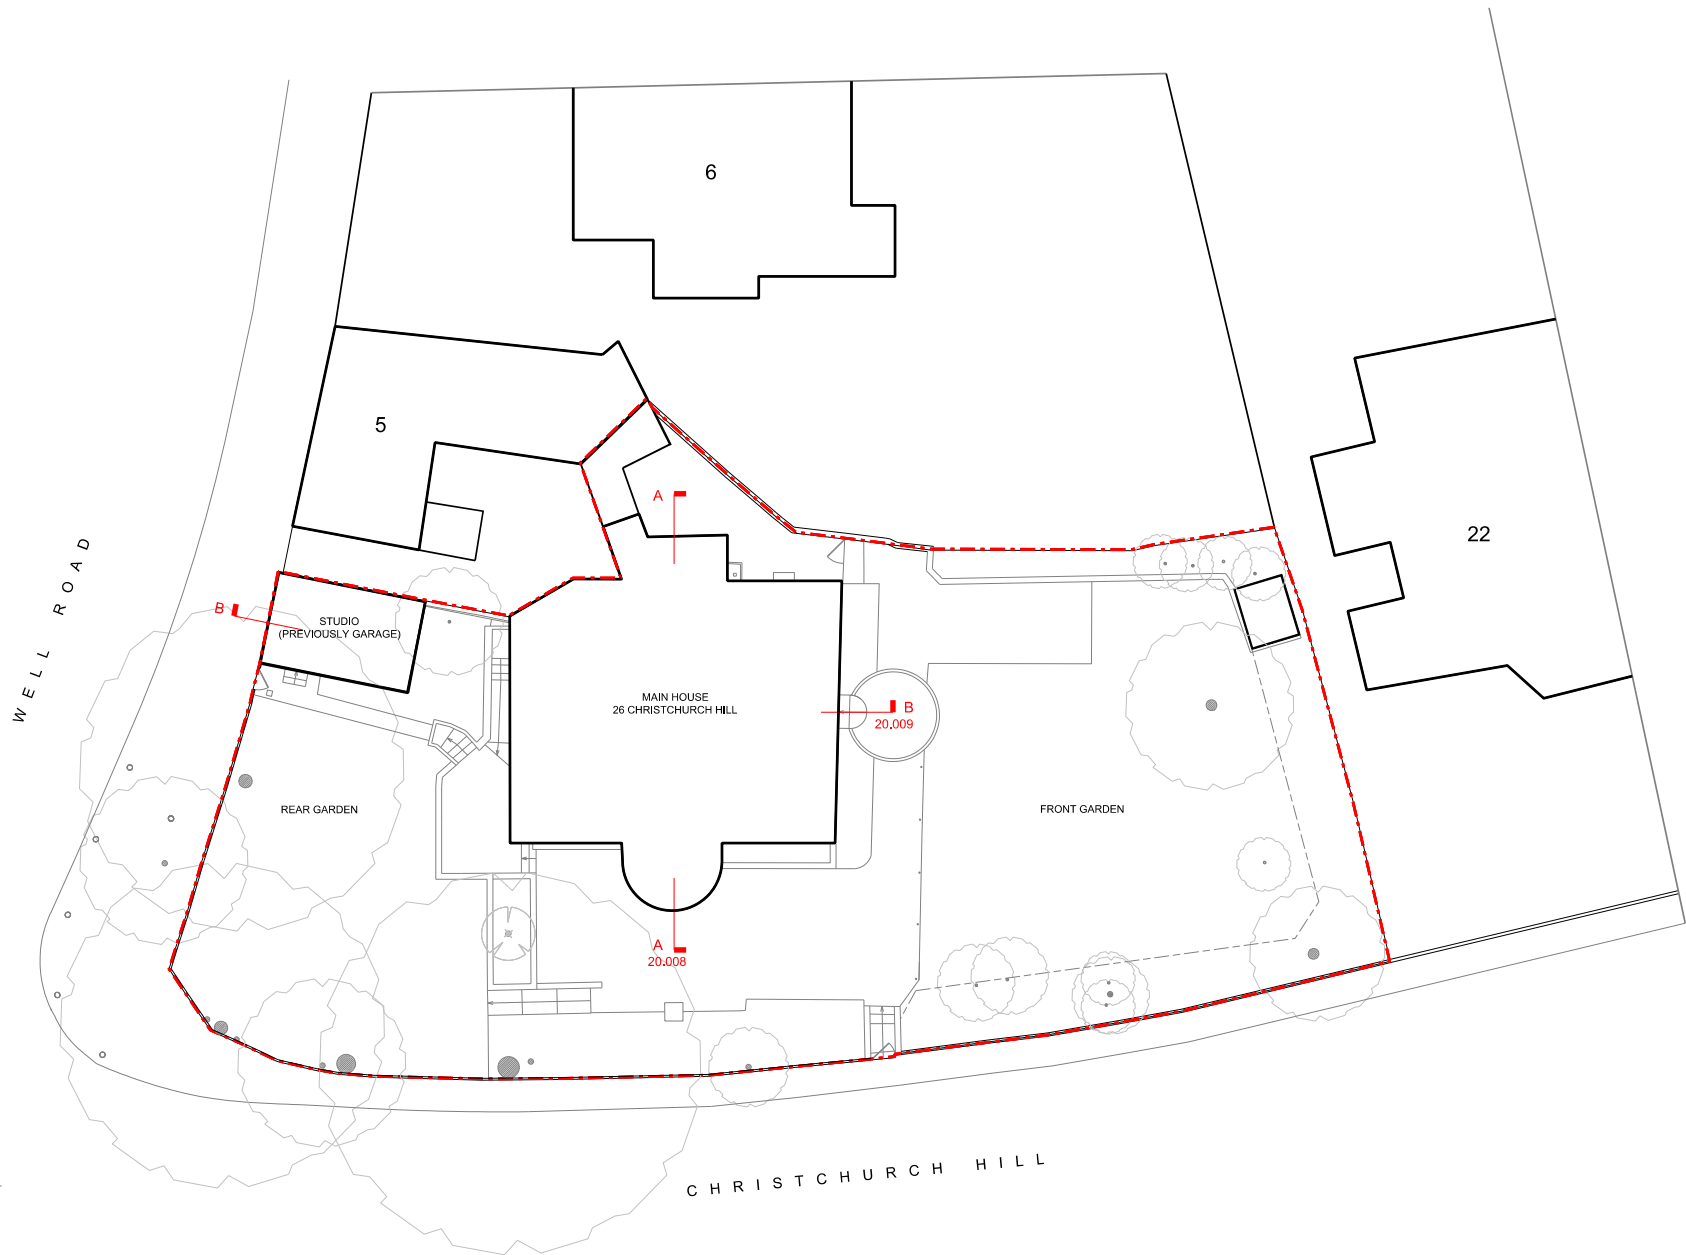 6
5
22
WELL ROAD
A
B
STUDIO
(PREVIOUSLY GARAGE)
MAIN HOUSE
26 CHRISTCHURCH HILL
B
20.009
REAR GARDEN
FRONT GARDEN
A
20.008
CHRISTCHURCH HILL